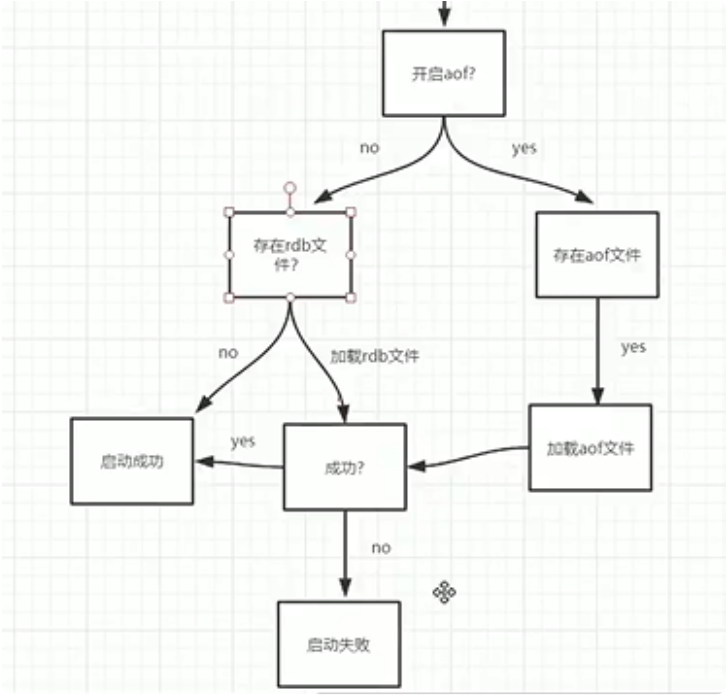 开启aof?
no
yes
存在rdb文
件?
存在aof文件
no
加载rdb文件
yes
启动成功
yes
成功?
加载aof文件
no
启动失败